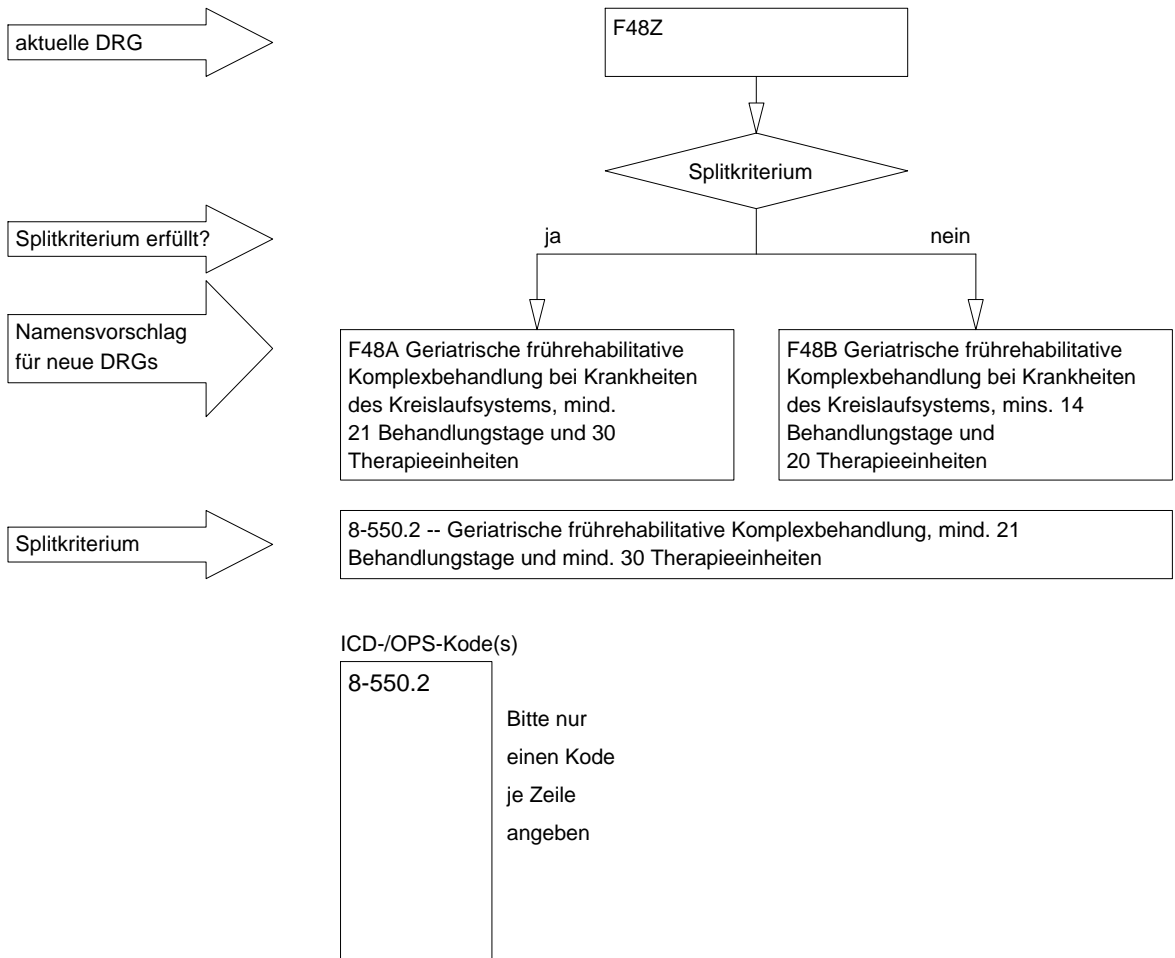 aktuelle DRG
F48Z
Splitkriterium
Splitkriterium erfüllt?
ja
nein
Namensvorschlag
für neue DRGs
F48A Geriatrische frührehabilitative
Komplexbehandlung bei Krankheiten
des Kreislaufsystems, mind.
21 Behandlungstage und 30
Therapieeinheiten
F48B Geriatrische frührehabilitative
Komplexbehandlung bei Krankheiten
des Kreislaufsystems, mins. 14
Behandlungstage und
20 Therapieeinheiten
Splitkriterium
8-550.2 -- Geriatrische frührehabilitative Komplexbehandlung, mind. 21
Behandlungstage und mind. 30 Therapieeinheiten
ICD-/OPS-Kode(s)
8-550.2
Bitte nur
einen Kode
je Zeile
angeben